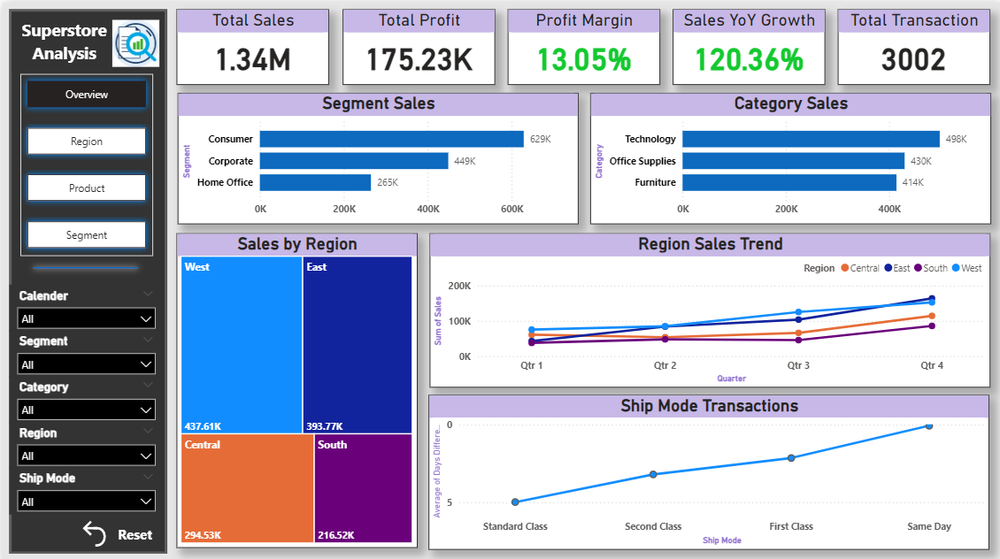 Superstore
Analysis
Overview
Region
Product
Segment
Calender
All
Segment
All
Category
All
Region
All
Ship Mode
All
Reset
Total Sales
1.34M
Total Profit
175.23K
Profit Margin
13.05%
Sales YoY Growth
120.36%
Total Transaction
3002
Segment Sales
Segment
Consumer 629K
Corporate 449K
Home Office 265K
0K 200K 400K 600K
Category Sales
Category
Technology 498K
Office Supplies 430K
Furniture 414K
0K 200K 400K
Sales by Region
West
437.61K
East
393.77K
Central
294.53K
South
216.52K
Region Sales Trend
Region Central East South West
Sum of Sales
200K
100K
0K
Qtr 1 Qtr 2 Qtr 3 Qtr 4
Quarter
Ship Mode Transactions
Average of Days Differe...
0
5
Standard Class Second Class First Class Same Day
Ship Mode